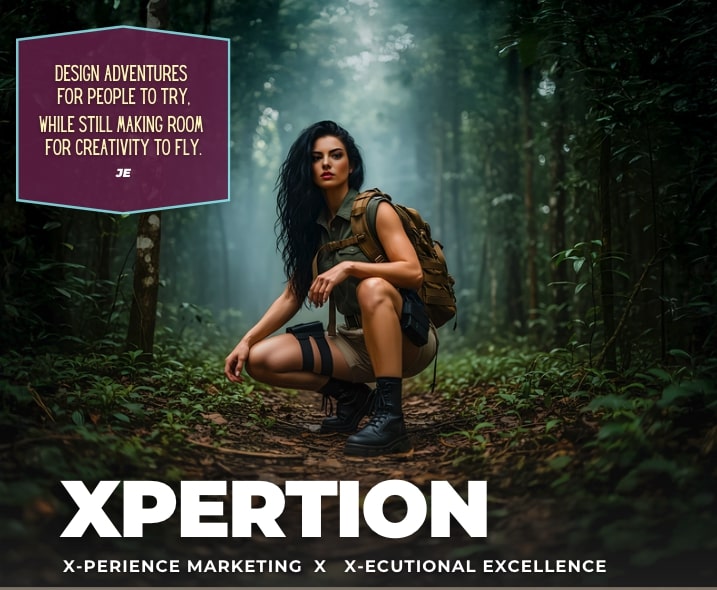 DESIGN ADVENTURES
FOR PEOPLE TO TRY,
WHILE STILL MAKING ROOM
FOR CREATIVITY TO FLY.
JE
XPERTION
X-PERIENCE MARKETING X X-ECUTIONAL EXCELLENCE